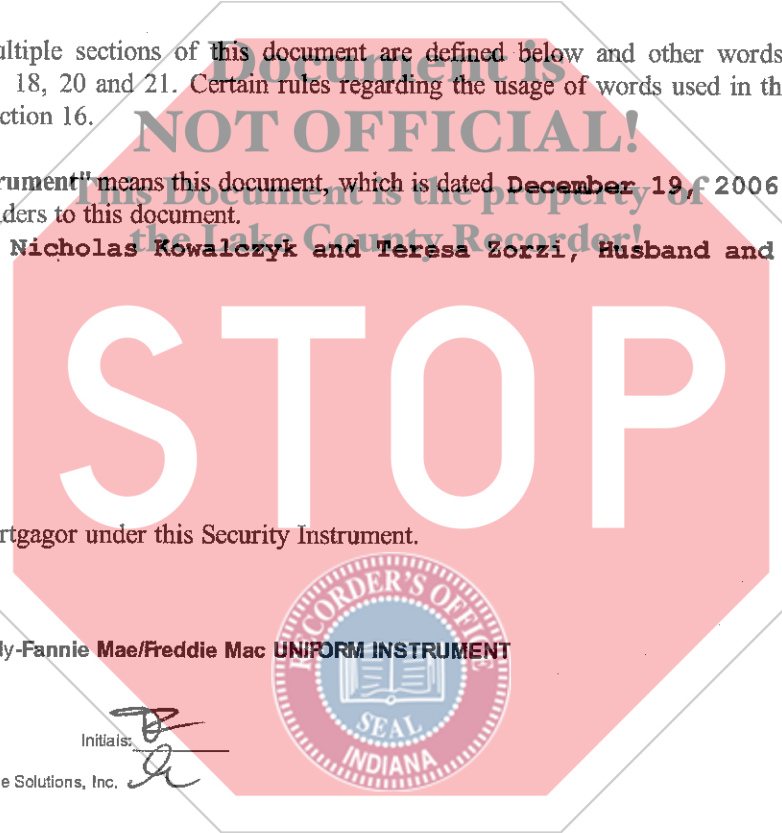 ultiple sections of this document are defined below and other words
18, 20 and 21. Certain rules regarding the usage of words used in th
ction 16.
Document is
NOT OFFICIAL!
This Document is the property of
the Lake County Recorder!
rument" means this document, which is dated December 19, 2006
ders to this document.
Nicholas Kowalczyk and Teresa Zorzi, Husband and
STOP
rtgagor under this Security Instrument.
RECORDER'S OFFICE
SEAL
INDIANA
ly-Fannie Mae/Freddie Mac UNIFORM INSTRUMENT
Initials:
e Solutions, Inc.